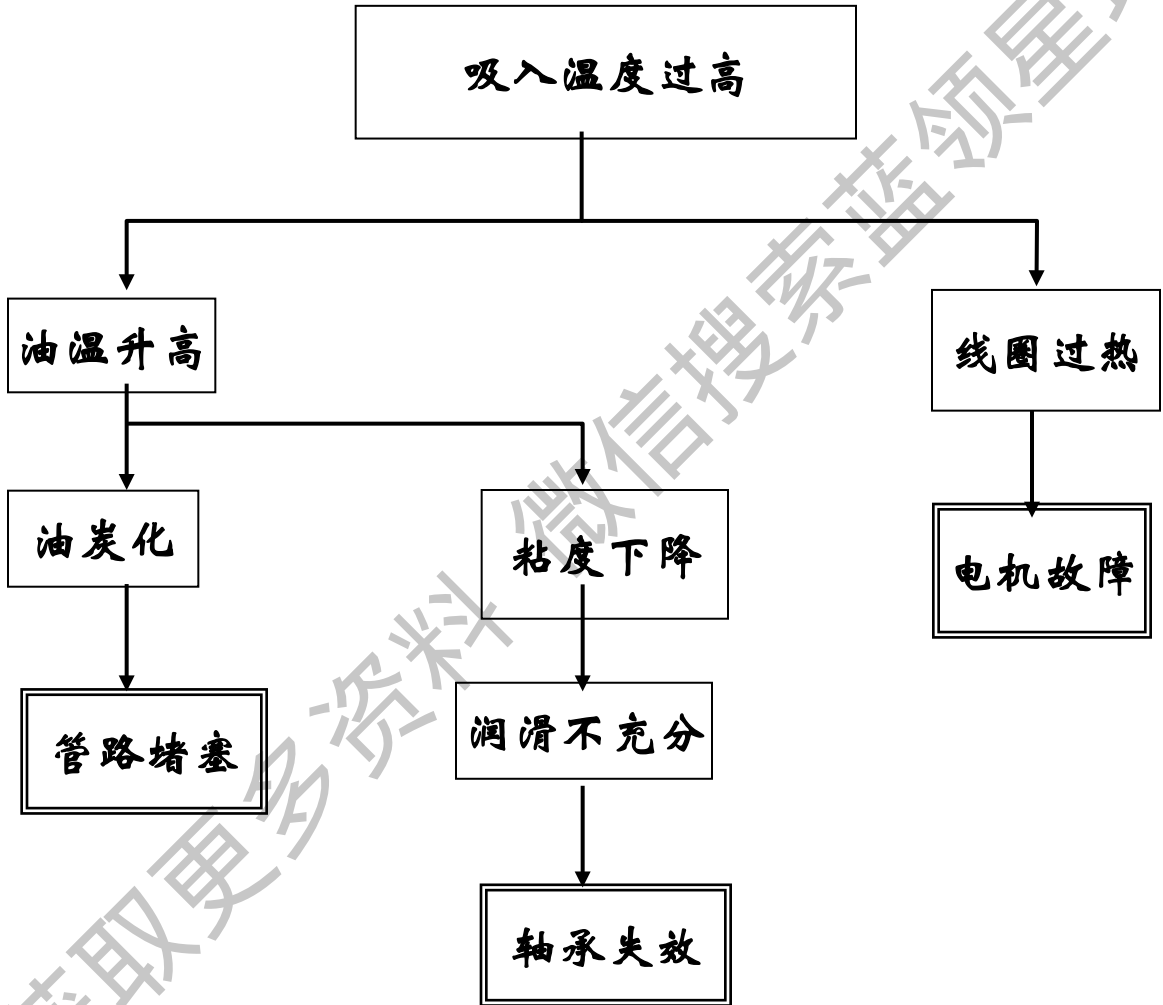 吸入温度过高
油温升高
线圈过热
油炭化
粘度下降
电机故障
管路堵塞
润滑不充分
轴承失效
获取更多资料 微信搜索蓝领星